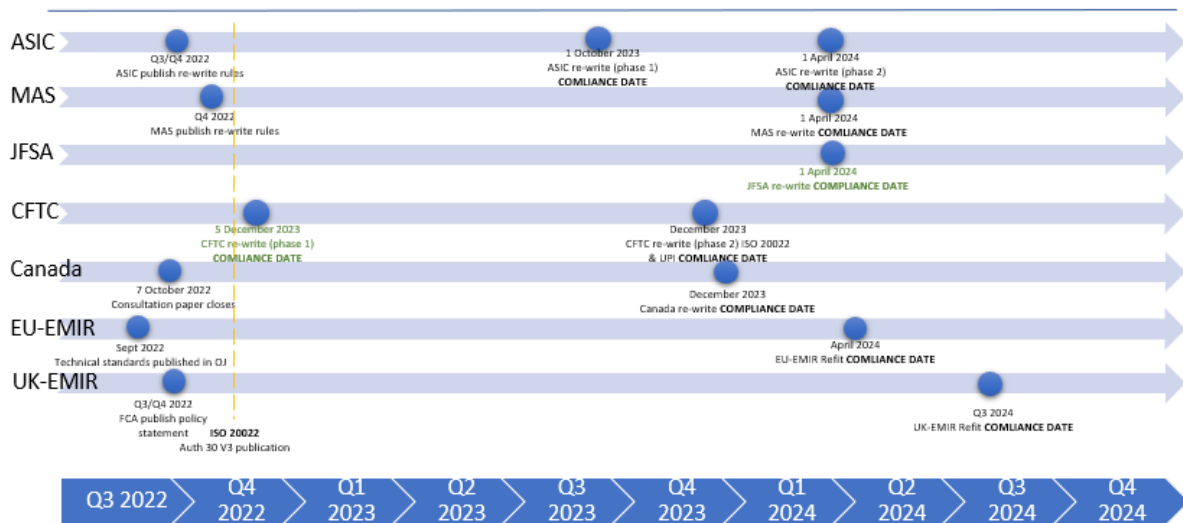 ASIC
Q3/Q4 2022
ASIC publish re-write rules
1 October 2023
ASIC re-write (phase 1)
COMLIANCE DATE
1 April 2024
ASIC re-write (phase 2)
COMLIANCE DATE
MAS
Q4 2022
MAS publish re-write rules
1 April 2024
MAS re-write COMLIANCE DATE
JFSA
1 April 2024
JFSA re-write COMPLIANCE DATE
CFTC
5 December 2023
CFTC re-write (phase 1)
COMLIANCE DATE
December 2023
CFTC re-write (phase 2) ISO 20022
& UPI COMLIANCE DATE
Canada
7 October 2022
Consultation paper closes
December 2023
Canada re-write COMPLIANCE DATE
EU-EMIR
Sept 2022
Technical standards published in OJ
April 2024
EU-EMIR Refit COMLIANCE DATE
UK-EMIR
Q3/Q4 2022
FCA publish policy
statement
ISO 20022
Auth 30 V3 publication
Q3 2024
UK-EMIR Refit COMLIANCE DATE
Q3 2022
Q4
2022
Q1
2023
Q2
2023
Q3
2023
Q4
2023
Q1
2024
Q2
2024
Q3
2024
Q4
2024